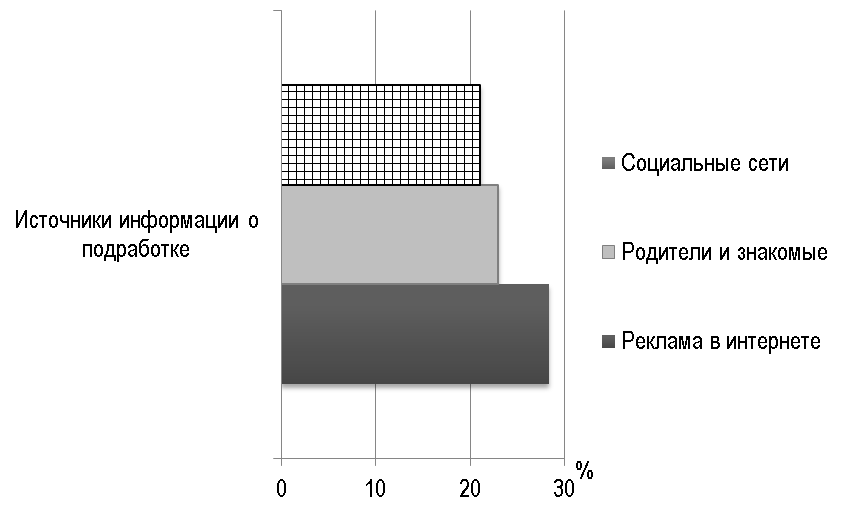 Источники информации о
подработке
Социальные сети
Родители и знакомые
Реклама в интернете
%
0 10 20 30